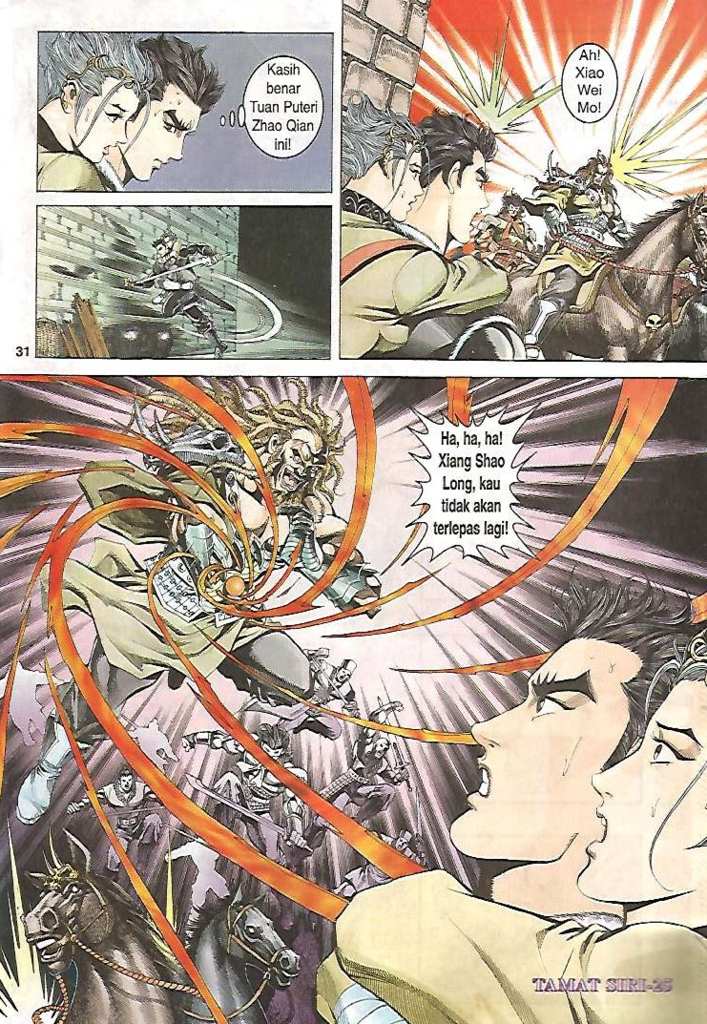 Kasih
benar
Tuan Puteri
Zhao Qian
ini!
Ah!
Xiao
Wei
Mo!
31
Ha, ha, ha!
Xiang Shao
Long, kau
tidak akan
terlepas lagi!
TAMAT SIRI-25